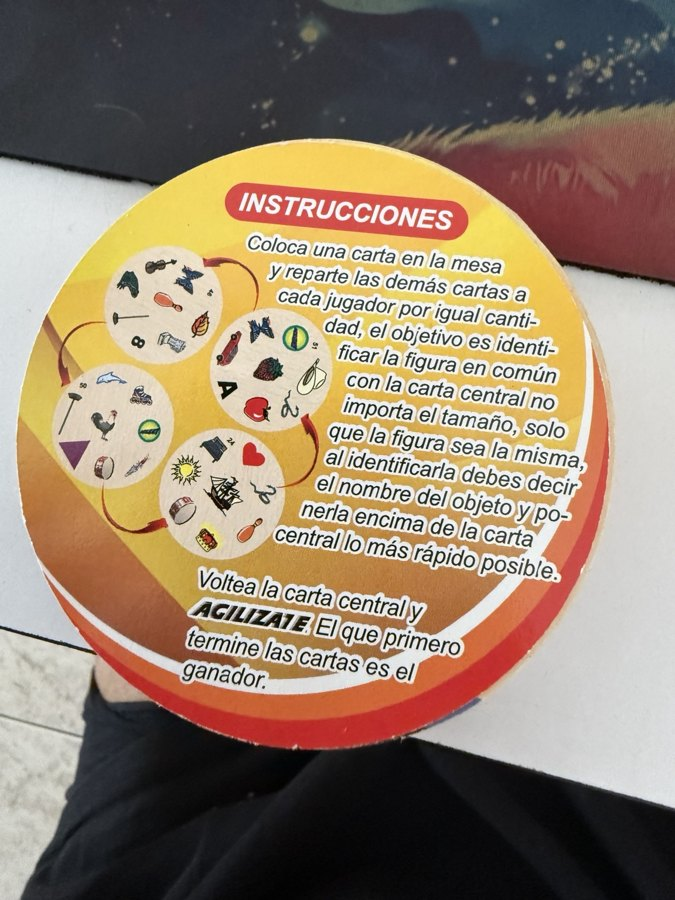 INSTRUCCIONES
Coloca una carta en la mesa
y reparte las demás cartas a
cada jugador por igual canti-
dad, el objetivo es identi-
ficar la figura en común
con la carta central no
importa el tamaño, solo
que la figura sea la misma,
al identificarla debes decir
el nombre del objeto y po-
nerla encima de la carta
central lo más rápido posible.
Voltea la carta central y
AGILIZATE. El que primero
termine las cartas es el
ganador.
8
51
A
24